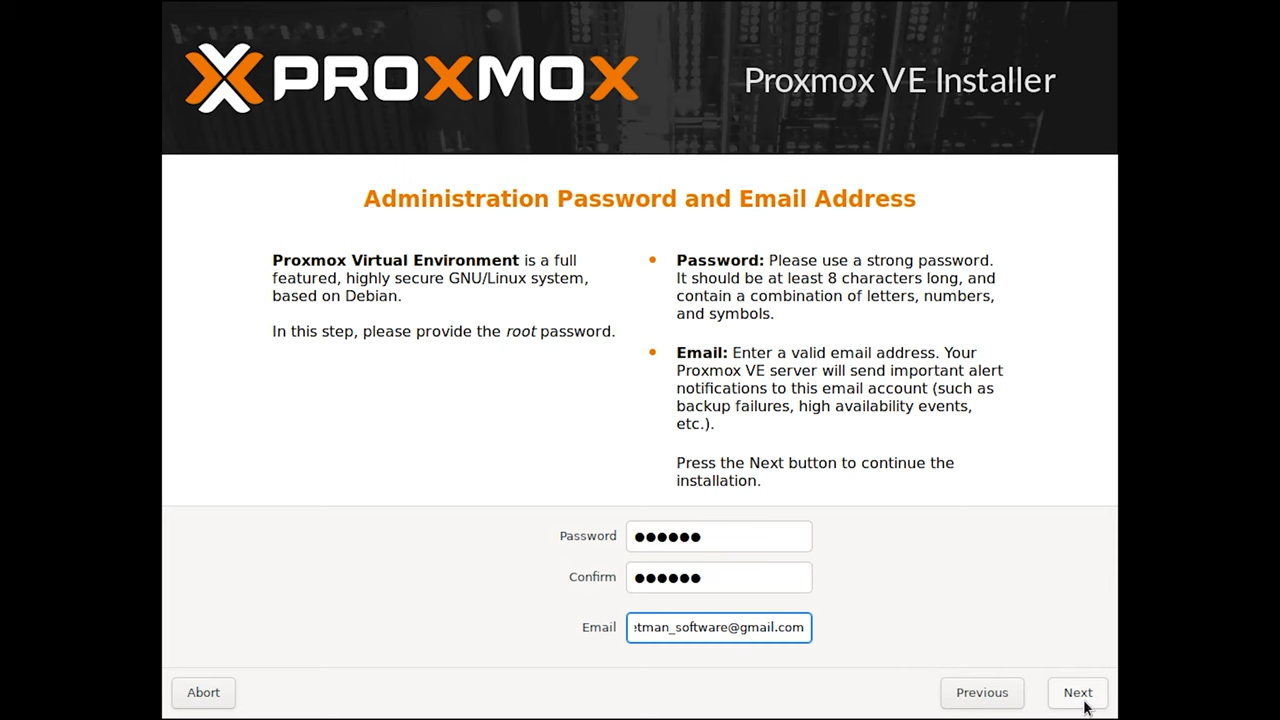 PROXMOX
Proxmox VE Installer
Administration Password and Email Address
Proxmox Virtual Environment is a full
featured, highly secure GNU/Linux system,
based on Debian.
In this step, please provide the root password.
• Password: Please use a strong password.
It should be at least 8 characters long, and
contain a combination of letters, numbers,
and symbols.
• Email: Enter a valid email address. Your
Proxmox VE server will send important alert
notifications to this email account (such as
backup failures, high availability events,
etc.).
Press the Next button to continue the
installation.
Password ●●●●●●
Confirm ●●●●●●
Email etman_software@gmail.com
Abort
Previous
Next